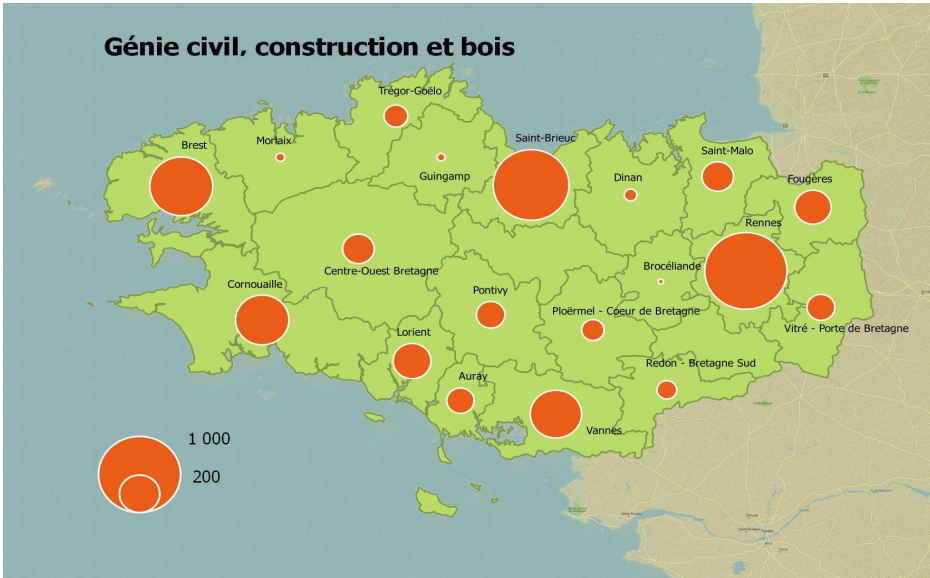 Génie civil, construction et bois
Trégor-Goëlo
Brest
Morlaix
Saint-Brieuc
Saint-Malo
Guingamp
Dinan
Fougères
Rennes
Centre-Ouest Bretagne
Brocéliande
Cornouaille
Pontivy
Ploërmel - Coeur de Bretagne
Vitré - Porte de Bretagne
Lorient
Redon - Bretagne Sud
Auray
Vannes
1 000
200